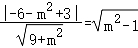 |-6-m²+3|/√(9+m²) = √(m²-1)